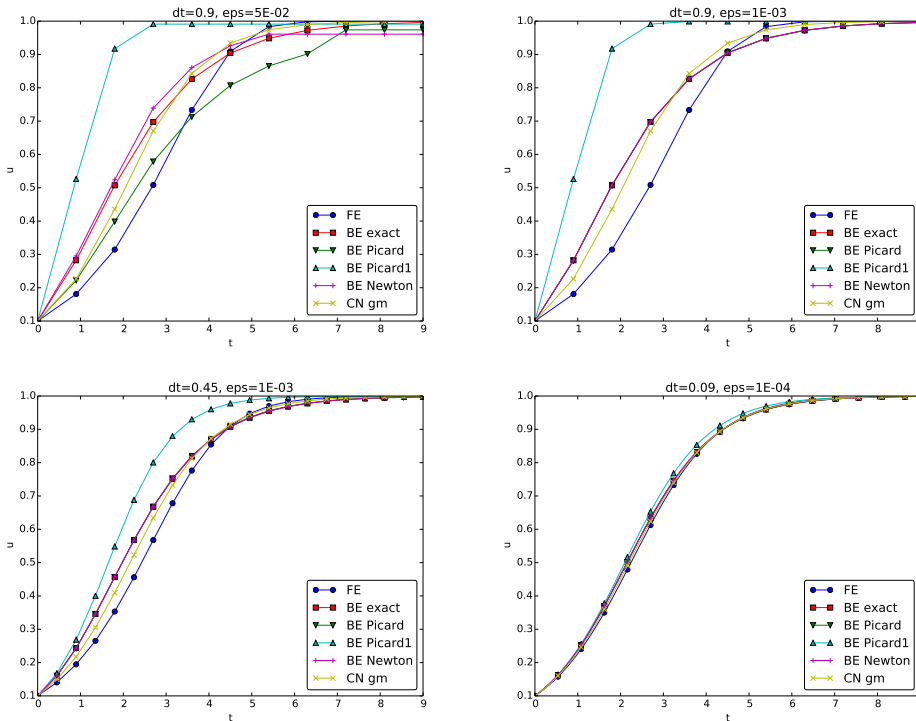 dt=0.9, eps=5E-02
1.0
0.9
0.8
0.7
0.6
0.5
0.4
0.3
0.2
0.1
u
0 1 2 3 4 5 6 7 8 9
t
FE
BE exact
BE Picard
BE Picard1
BE Newton
CN gm
dt=0.9, eps=1E-03
1.0
0.9
0.8
0.7
0.6
0.5
0.4
0.3
0.2
0.1
u
0 1 2 3 4 5 6 7 8
t
FE
BE exact
BE Picard
BE Picard1
BE Newton
CN gm
dt=0.45, eps=1E-03
1.0
0.9
0.8
0.7
0.6
0.5
0.4
0.3
0.2
0.1
u
0 1 2 3 4 5 6 7 8 9
t
FE
BE exact
BE Picard
BE Picard1
BE Newton
CN gm
dt=0.09, eps=1E-04
1.0
0.9
0.8
0.7
0.6
0.5
0.4
0.3
0.2
0.1
u
0 1 2 3 4 5 6 7 8
t
FE
BE exact
BE Picard
BE Picard1
BE Newton
CN gm